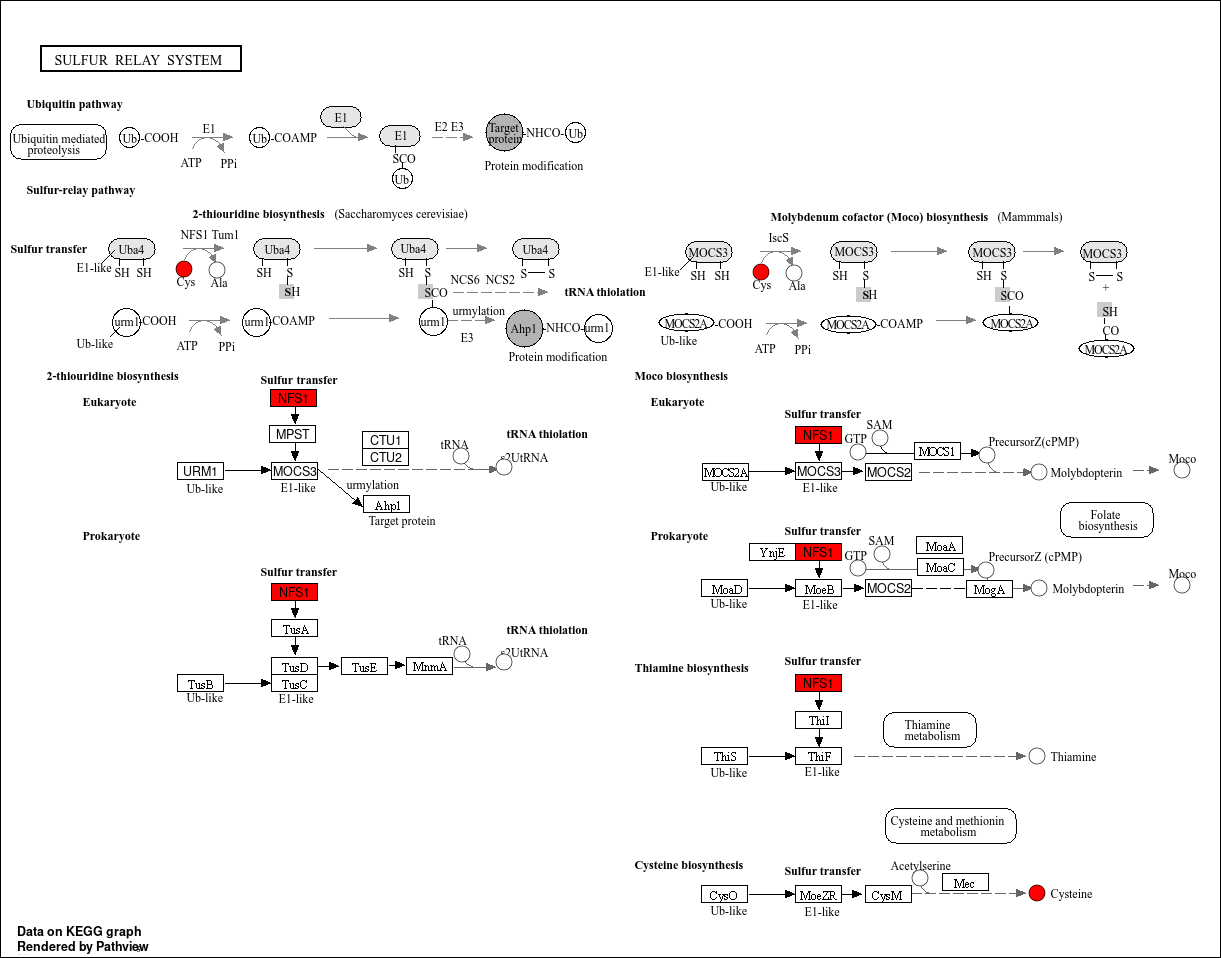 SULFUR RELAY SYSTEM
Ubiquitin pathway
Ubiquitin mediated
proteolysis
Ub
-COOH
E1
ATP
PPi
Ub
-COAMP
E1
E1
SCO
Ub
E2 E3
Target
protein
-NHCO-
Ub
Protein modification
Sulfur-relay pathway
2-thiouridine biosynthesis (Saccharomyces cerevisiae)
Sulfur transfer
Uba4
E1-like
SH SH
NFS1 Tum1
Cys
Ala
Uba4
SH S
SH
Uba4
SH S
SCO
Uba4
S S
NCS6 NCS2
tRNA thiolation
urm1
-COOH
Ub-like
ATP
PPi
urm1
-COAMP
urm1
urmylation
E3
Ahp1
-NHCO-
urm1
Protein modification
Molybdenum cofactor (Moco) biosynthesis (Mammmals)
MOCS3
E1-like
SH SH
IscS
Cys
Ala
MOCS3
SH S
SH
MOCS3
SH S
SCO
MOCS3
S S
+
SH
CO
MOCS2A
MOCS2A
-COOH
Ub-like
ATP
PPi
MOCS2A
-COAMP
MOCS2A
2-thiouridine biosynthesis
Eukaryote
Sulfur transfer
NFS1
MPST
URM1
Ub-like
MOCS3
E1-like
CTU1
CTU2
tRNA
tRNA thiolation
s2UtRNA
urmylation
Ahp1
Target protein
Prokaryote
Sulfur transfer
NFS1
TusA
TusD
TusE
MnmA
tRNA
tRNA thiolation
s2UtRNA
TusB
Ub-like
TusC
E1-like
Moco biosynthesis
Eukaryote
Sulfur transfer
NFS1
GTP
SAM
MOCS1
PrecursorZ(cPMP)
MOCS2A
Ub-like
MOCS3
E1-like
MOCS2
Molybdopterin
Moco
Folate
biosynthesis
Prokaryote
Sulfur transfer
YnjE
NFS1
GTP
SAM
MoaA
MoaC
PrecursorZ (cPMP)
MoaD
Ub-like
MoeB
E1-like
MOCS2
MogA
Molybdopterin
Moco
Thiamine biosynthesis
Sulfur transfer
NFS1
ThiI
Thiamine
metabolism
ThiS
Ub-like
ThiF
E1-like
Thiamine
Cysteine and methionin
metabolism
Cysteine biosynthesis
Sulfur transfer
Acetylserine
Mec
CysO
Ub-like
MoeZR
E1-like
CysM
Cysteine
Data on KEGG graph
Rendered by Pathview